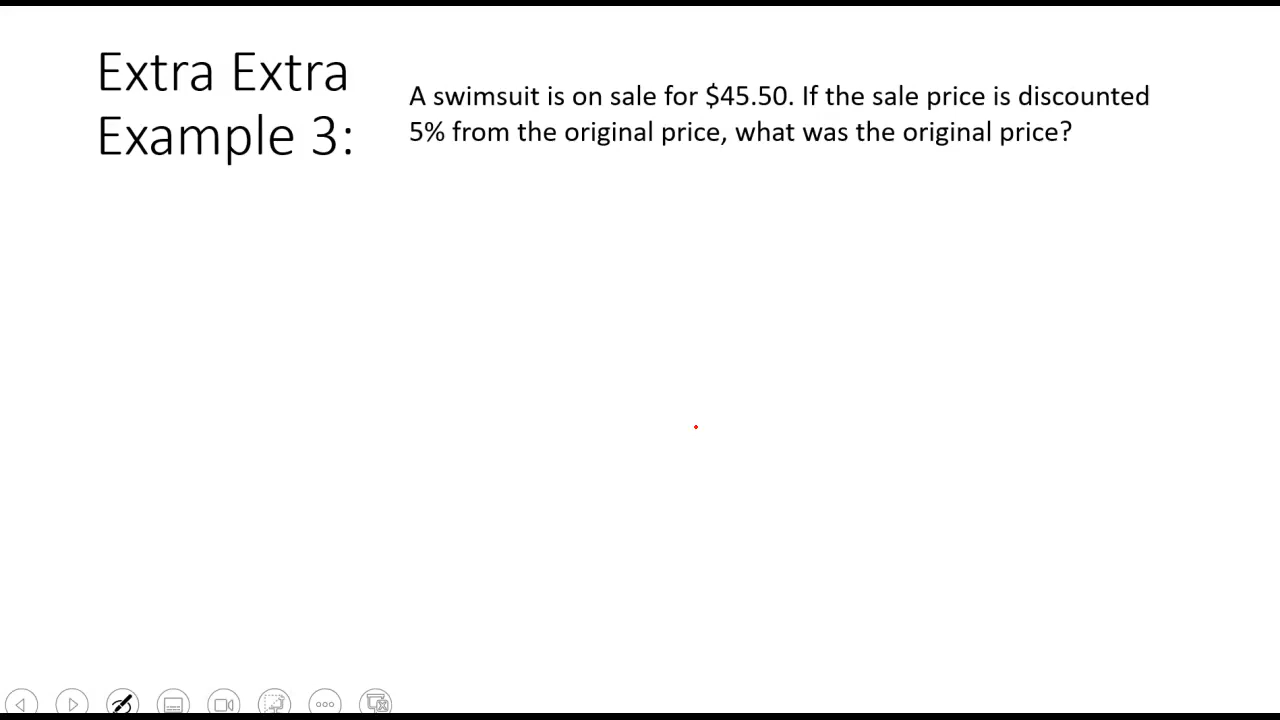 Extra Extra
Example 3:
A swimsuit is on sale for $45.50. If the sale price is discounted
5% from the original price, what was the original price?